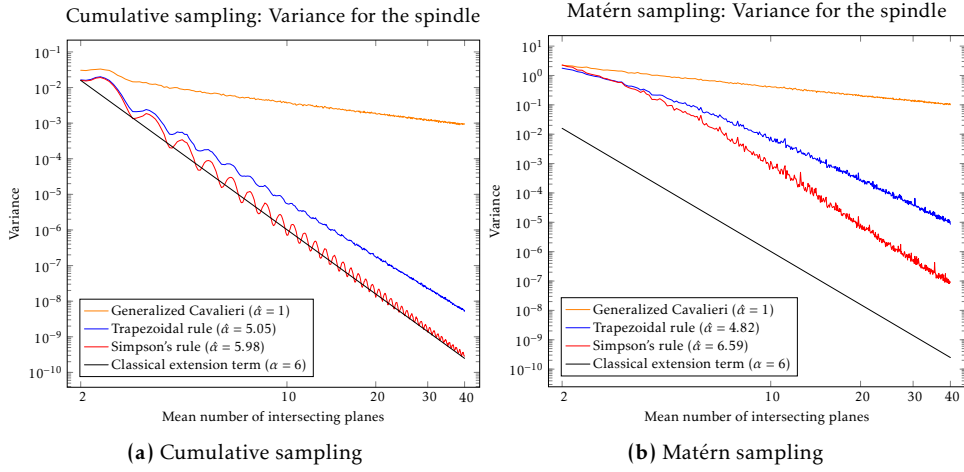 Cumulative sampling: Variance for the spindle
10⁻¹
10⁻²
10⁻³
10⁻⁴
10⁻⁵
10⁻⁶
10⁻⁷
10⁻⁸
10⁻⁹
10⁻¹⁰
Variance
Generalized Cavalieri (α̂ = 1)
Trapezoidal rule (α̂ = 5.05)
Simpson's rule (α̂ = 5.98)
Classical extension term (α = 6)
2 10 20 30 40
Mean number of intersecting planes
(a) Cumulative sampling
Matérn sampling: Variance for the spindle
10¹
10⁰
10⁻¹
10⁻²
10⁻³
10⁻⁴
10⁻⁵
10⁻⁶
10⁻⁷
10⁻⁸
10⁻⁹
10⁻¹⁰
Variance
Generalized Cavalieri (α̂ = 1)
Trapezoidal rule (α̂ = 4.82)
Simpson's rule (α̂ = 6.59)
Classical extension term (α = 6)
2 10 20 30 40
Mean number of intersecting planes
(b) Matérn sampling